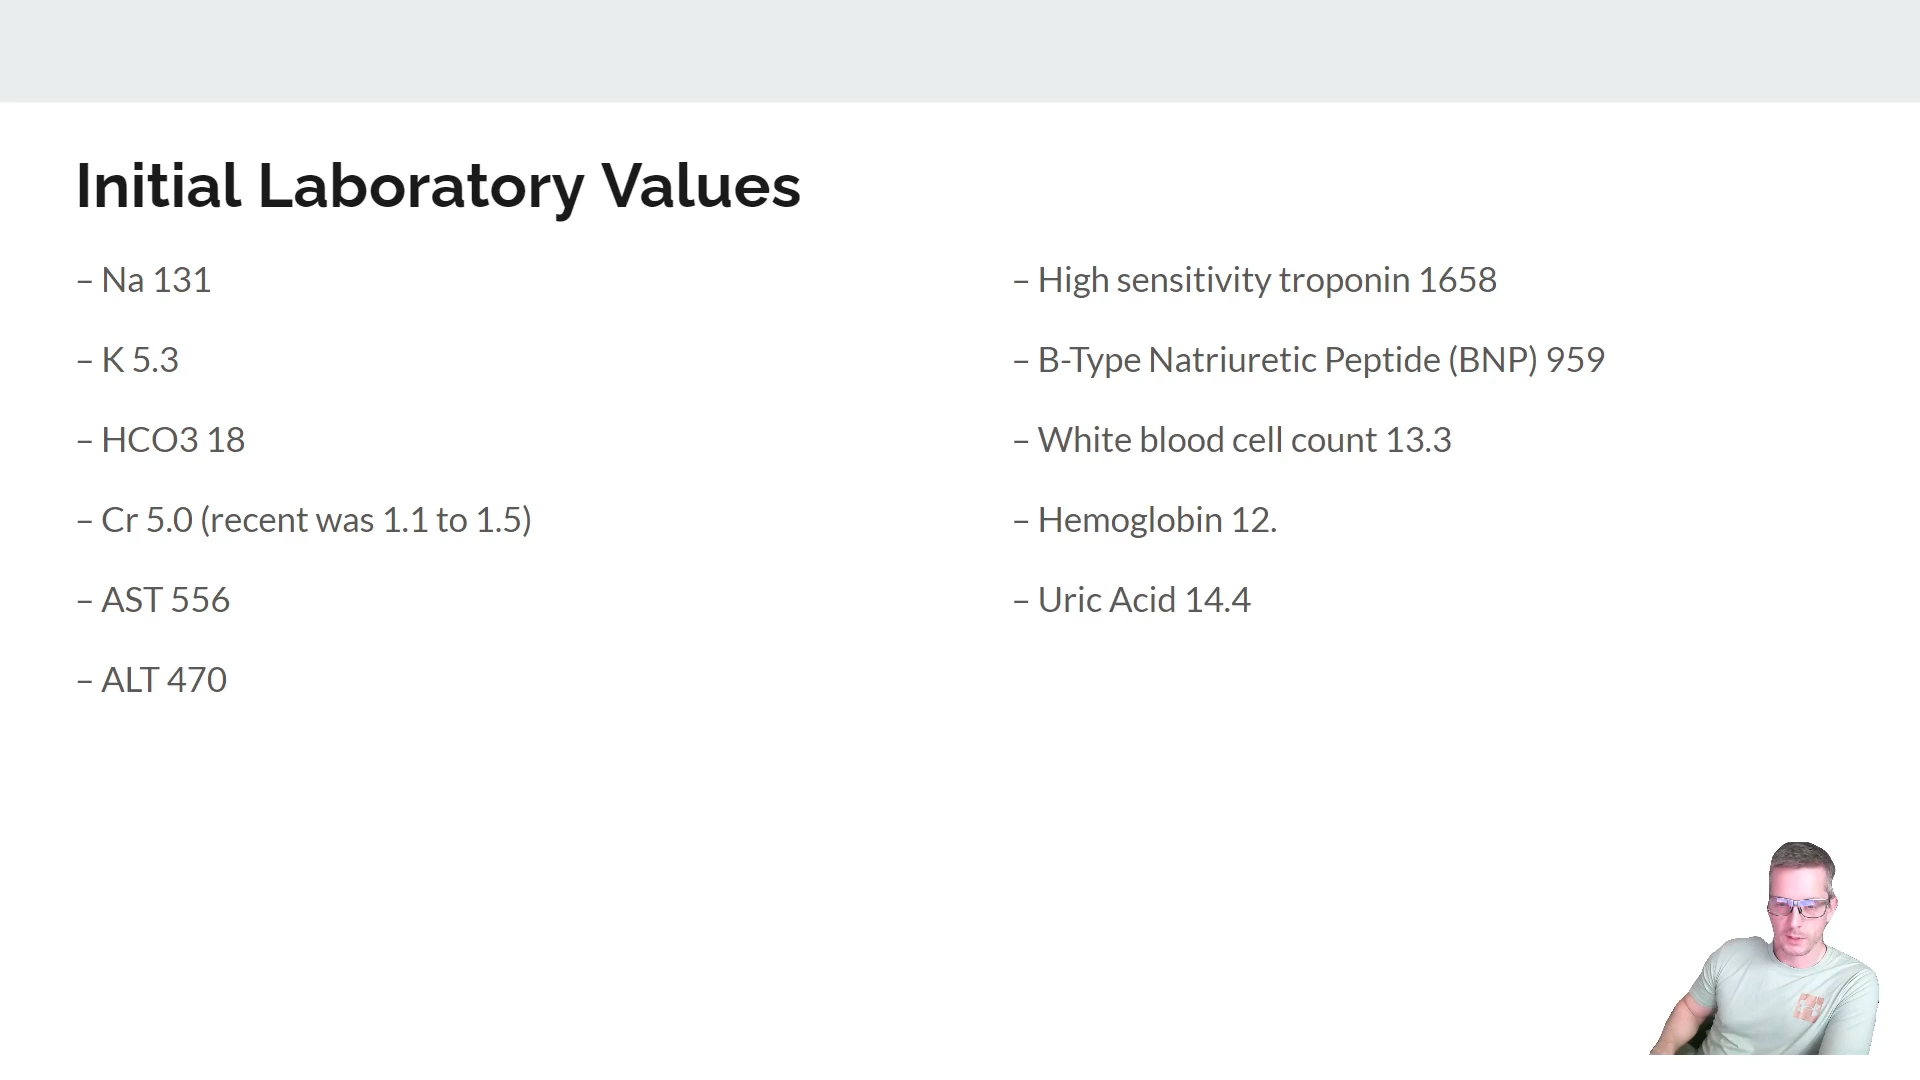 Initial Laboratory Values
– Na 131
– K 5.3
– HCO3 18
– Cr 5.0 (recent was 1.1 to 1.5)
– AST 556
– ALT 470
– High sensitivity troponin 1658
– B-Type Natriuretic Peptide (BNP) 959
– White blood cell count 13.3
– Hemoglobin 12.
– Uric Acid 14.4